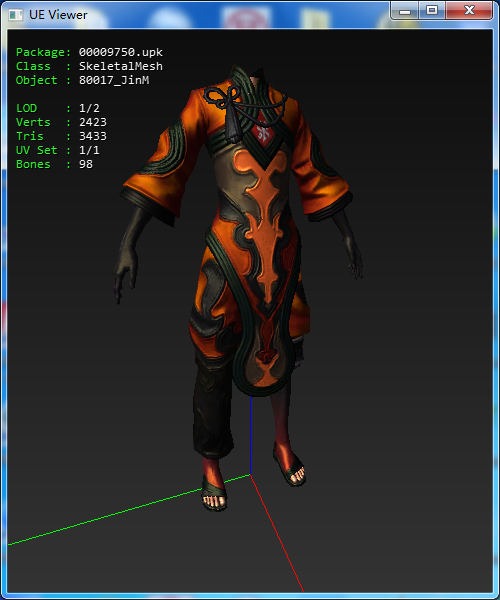 UE Viewer
Package: 00009750.upk
Class : SkeletalMesh
Object : 80017_JinM
LOD : 1/2
Verts : 2423
Tris : 3433
UV Set : 1/1
Bones : 98